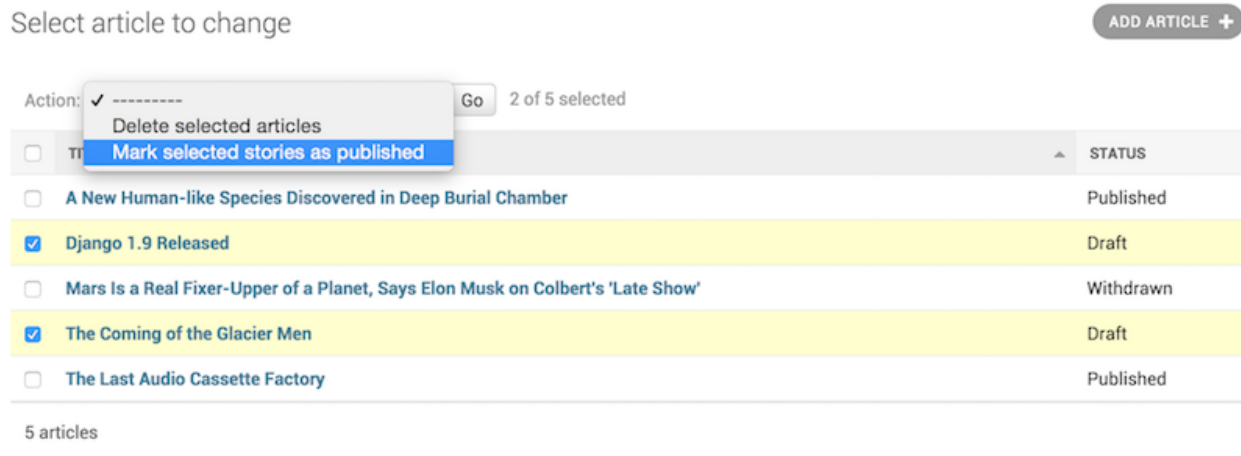 Select article to change
ADD ARTICLE +
Action: ✓ ---------
Go 2 of 5 selected
Delete selected articles
Mark selected stories as published
STATUS
A New Human-like Species Discovered in Deep Burial Chamber Published
Django 1.9 Released Draft
Mars Is a Real Fixer-Upper of a Planet, Says Elon Musk on Colbert's 'Late Show' Withdrawn
The Coming of the Glacier Men Draft
The Last Audio Cassette Factory Published
5 articles